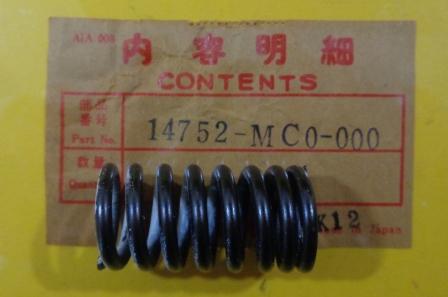 AIA 008
内容明細
CONTENTS
部品
番号
Part No.
14752-MC0-000
数量
K12
in Japan